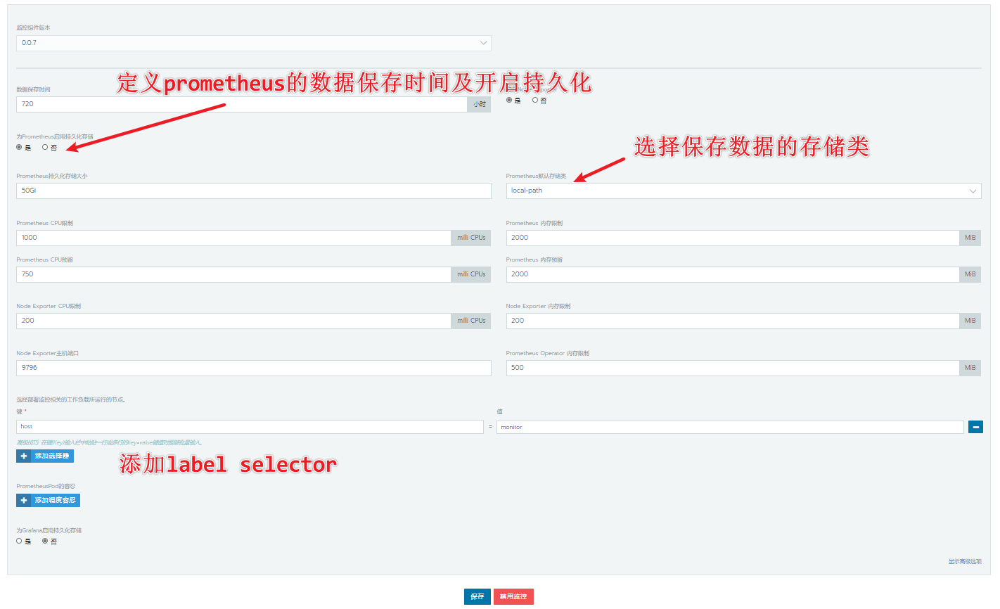 监控组件版本
0.0.7
定义prometheus的数据保存时间及开启持久化
数据保存时间
720 小时
是 否
为Prometheus启用持久化存储
是 否
选择保存数据的存储类
Prometheus持久化存储大小
50Gi
Prometheus默认存储类
local-path
Prometheus CPU限制
1000 milli CPUs
Prometheus 内存限制
2000 MiB
Prometheus CPU预留
750 milli CPUs
Prometheus 内存预留
2000 MiB
Node Exporter CPU限制
200 milli CPUs
Node Exporter 内存限制
200 MiB
Node Exporter主机端口
9796
Prometheus Operator 内存限制
500 MiB
选择部署监控相关的工作负载所运行的节点。
键 *
值
host = monitor
高级技巧: 在键(Key)输入栏中粘贴一行或多行的key=value键值对能够批量输入。
添加选择器
添加label selector
PrometheusPod的容忍
添加调度容忍
为Grafana启用持久化存储
是 否
显示高级选项
保存 禁用监控